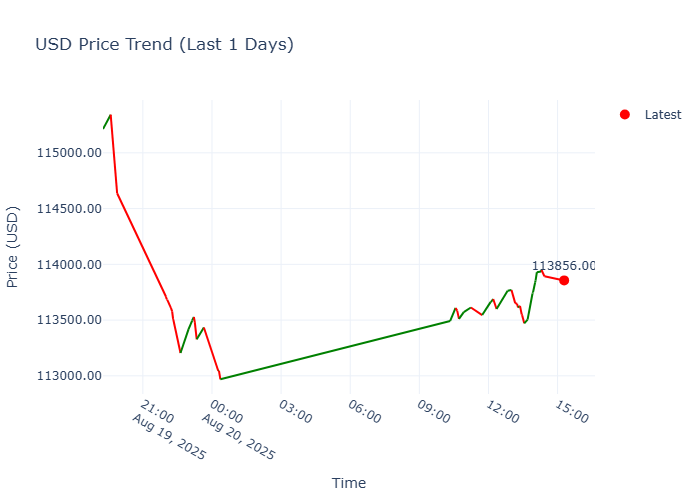 USD Price Trend (Last 1 Days)
Latest
115000.00
114500.00
114000.00
113500.00
113000.00
Price (USD)
113856.00
21:00
Aug 19, 2025
00:00
Aug 20, 2025
03:00
06:00
09:00
12:00
15:00
Time